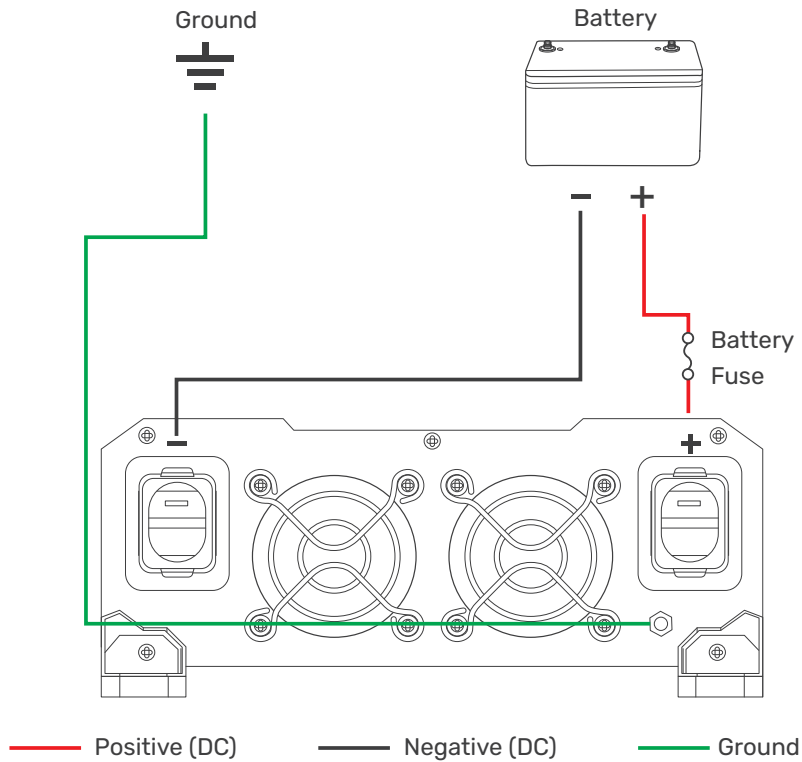 Ground
Battery
− +
Battery
Fuse
− +
Positive (DC) Negative (DC) Ground